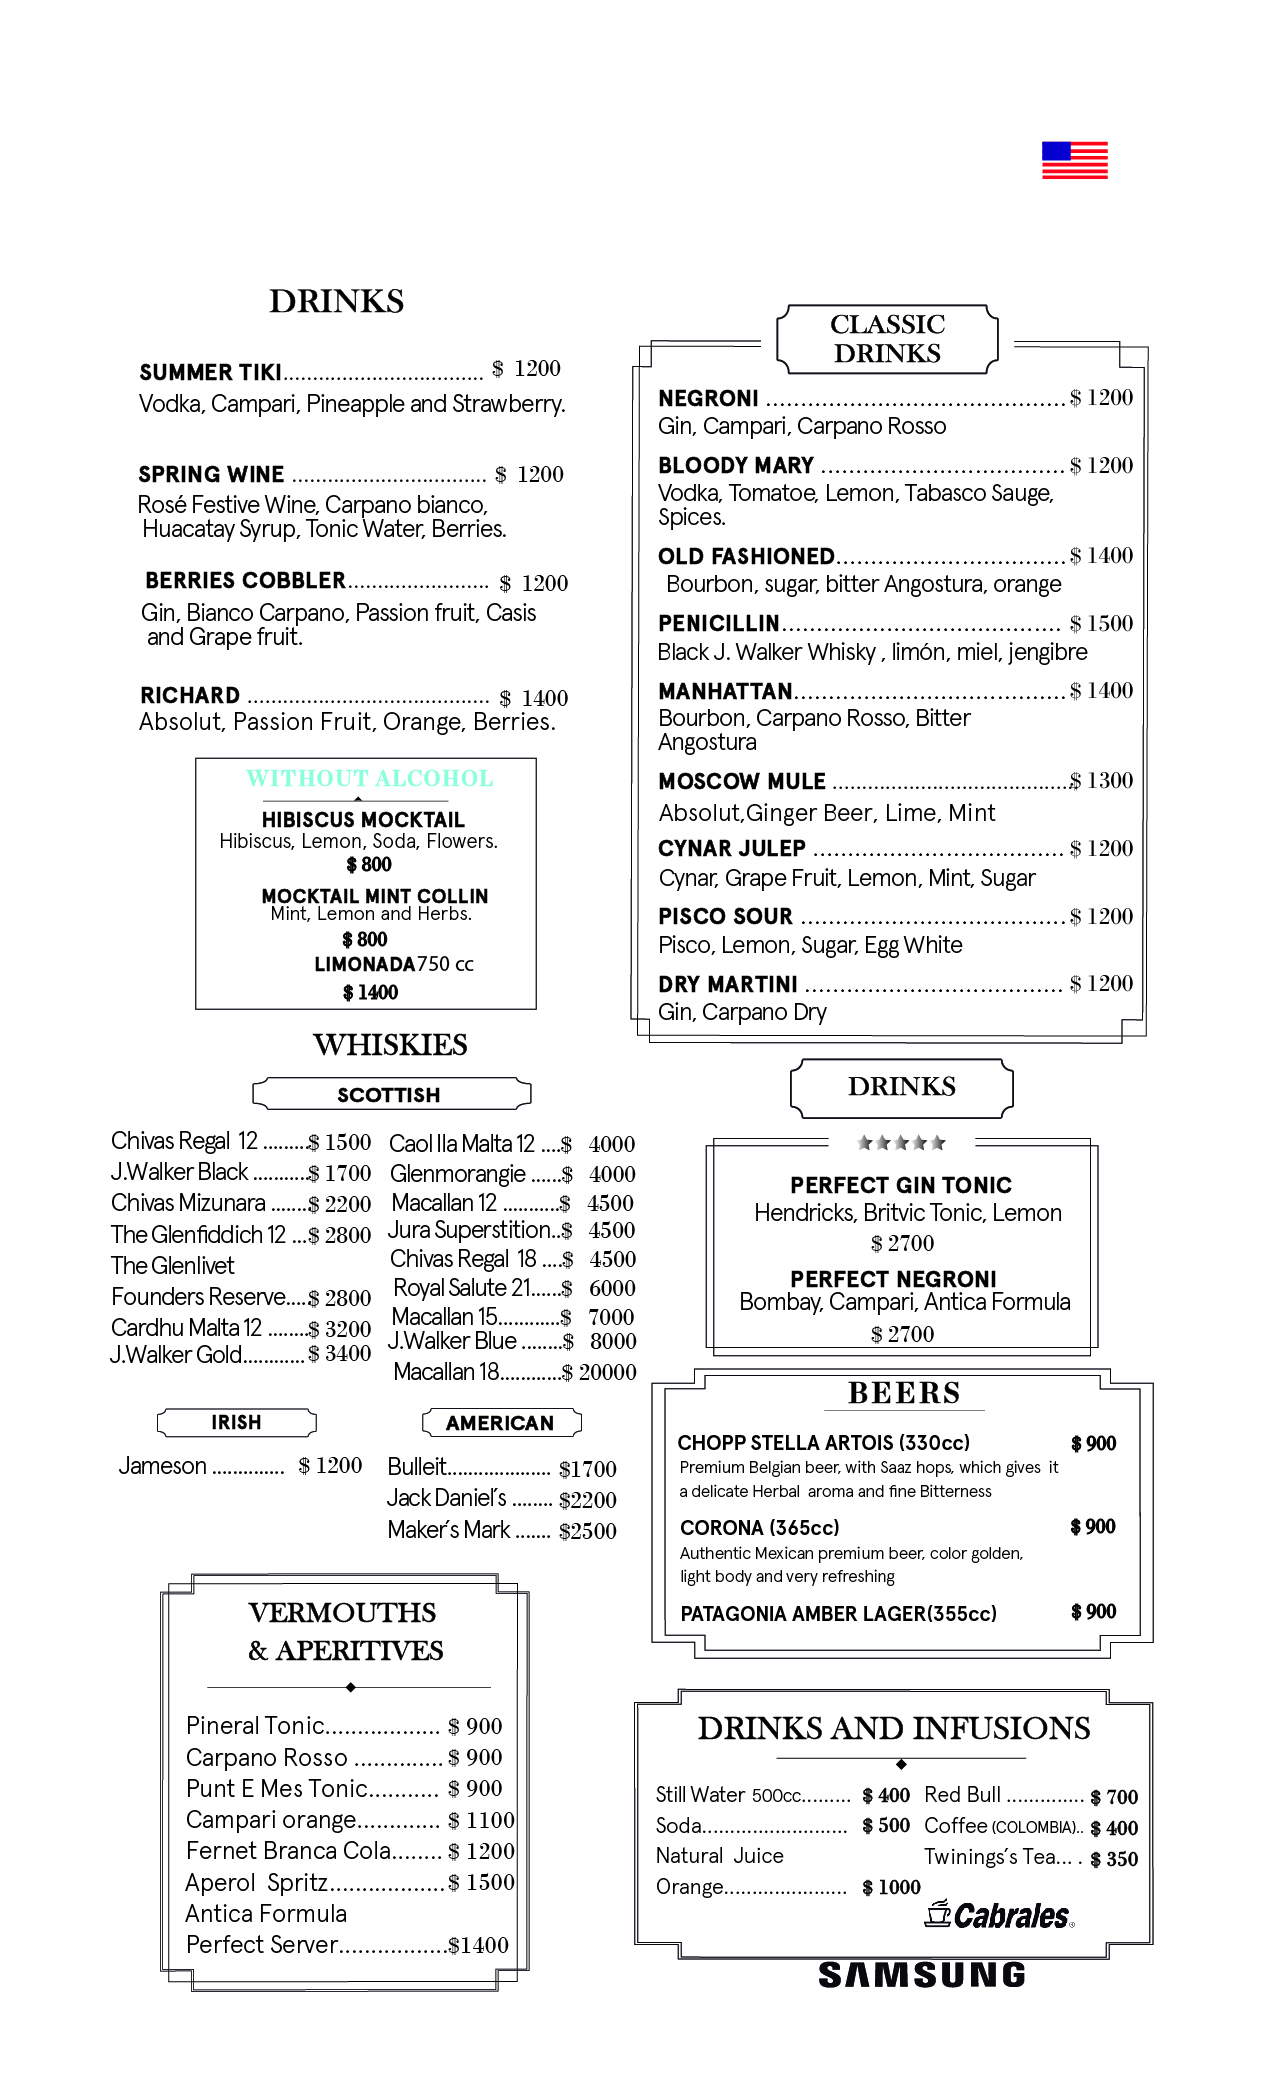 DRINKS
SUMMER TIKI.................................. $ 1200
Vodka, Campari, Pineapple and Strawberry.
SPRING WINE ................................. $ 1200
Rosé Festive Wine, Carpano bianco,
Huacatay Syrup, Tonic Water, Berries.
BERRIES COBBLER........................ $ 1200
Gin, Bianco Carpano, Passion fruit, Casis
and Grape fruit.
RICHARD ......................................... $ 1400
Absolut, Passion Fruit, Orange, Berries.
WITHOUT ALCOHOL
HIBISCUS MOCKTAIL
Hibiscus, Lemon, Soda, Flowers.
$ 800
MOCKTAIL MINT COLLIN
Mint, Lemon and Herbs.
$ 800
LIMONADA750 cc
$ 1400
WHISKIES
SCOTTISH
Chivas Regal 12 ........$ 1500
J.Walker Black ..........$ 1700
Chivas Mizunara .......$ 2200
The Glenfiddich 12 ...$ 2800
The Glenlivet
Founders Reserve....$ 2800
Cardhu Malta 12 ........$ 3200
J.Walker Gold........... $ 3400
Caol Ila Malta 12 ....$ 4000
Glenmorangie ......$ 4000
Macallan 12 ...........$ 4500
Jura Superstition..$ 4500
Chivas Regal 18 ....$ 4500
Royal Salute 21......$ 6000
Macallan 15............$ 7000
J.Walker Blue ........$ 8000
Macallan 18............$ 20000
IRISH
Jameson .............. $ 1200
AMERICAN
Bulleit.................... $1700
Jack Daniel´s ........ $2200
Maker´s Mark ....... $2500
VERMOUTHS
& APERITIVES
Pineral Tonic.................. $ 900
Carpano Rosso .............. $ 900
Punt E Mes Tonic........... $ 900
Campari orange............. $ 1100
Fernet Branca Cola........ $ 1200
Aperol Spritz.................. $ 1500
Antica Formula
Perfect Server.................$1400
CLASSIC
DRINKS
NEGRONI ........................................ $ 1200
Gin, Campari, Carpano Rosso
BLOODY MARY ................................. $ 1200
Vodka, Tomatoe, Lemon, Tabasco Sauge,
Spices.
OLD FASHIONED............................... $ 1400
Bourbon, sugar, bitter Angostura, orange
PENICILLIN...................................... $ 1500
Black J. Walker Whisky , limón, miel, jengibre
MANHATTAN..................................... $ 1400
Bourbon, Carpano Rosso, Bitter
Angostura
MOSCOW MULE .........................................$ 1300
Absolut,Ginger Beer, Lime, Mint
CYNAR JULEP .................................. $ 1200
Cynar, Grape Fruit, Lemon, Mint, Sugar
PISCO SOUR .................................... $ 1200
Pisco, Lemon, Sugar, Egg White
DRY MARTINI ................................... $ 1200
Gin, Carpano Dry
DRINKS
PERFECT GIN TONIC
Hendricks, Britvic Tonic, Lemon
$ 2700
PERFECT NEGRONI
Bombay, Campari, Antica Formula
$ 2700
BEERS
CHOPP STELLA ARTOIS (330cc) $ 900
Premium Belgian beer, with Saaz hops, which gives it
a delicate Herbal aroma and fine Bitterness
CORONA (365cc) $ 900
Authentic Mexican premium beer, color golden,
light body and very refreshing
PATAGONIA AMBER LAGER(355cc) $ 900
DRINKS AND INFUSIONS
Still Water 500cc......... $ 400
Soda.......................... $ 500
Natural Juice
Orange...................... $ 1000
Red Bull .............. $ 700
Coffee (COLOMBIA).. $ 400
Twinings´s Tea... . $ 350
Cabrales®
SAMSUNG